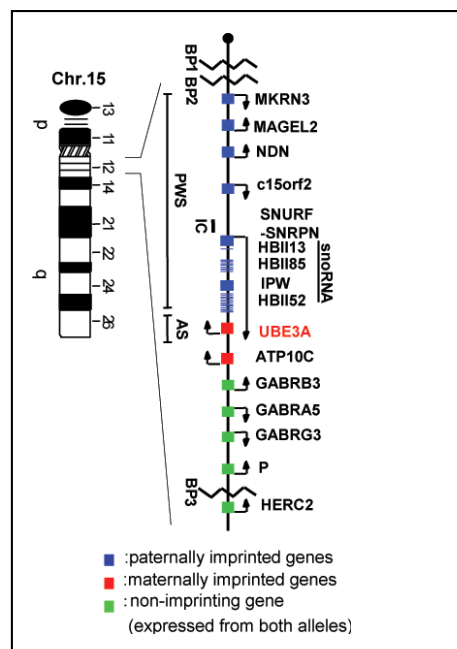 Chr.15
p
q
13
11
12
14
21
22
24
26
BP1
BP2
PWS
IC
AS
MKRN3
MAGEL2
NDN
c15orf2
SNURF
-SNRPN
HBII13
HBII85
IPW
HBII52
snoRNA
UBE3A
ATP10C
GABRB3
GABRA5
GABRG3
P
BP3
HERC2
:paternally imprinted genes
:maternally imprinted genes
:non-imprinting gene
(expressed from both alleles)